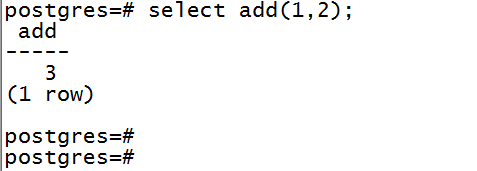 postgres=# select add(1,2);
 add
-----
   3
(1 row)

postgres=#
postgres=#